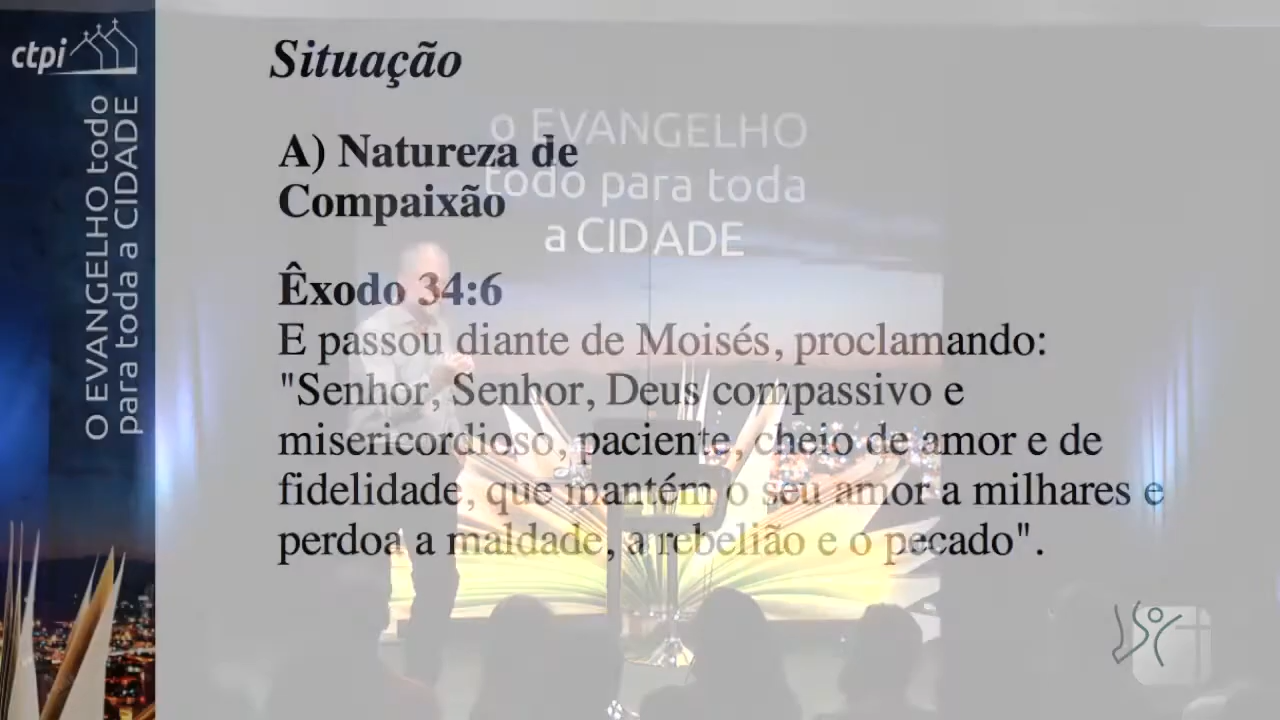 ctpi
O EVANGELHO todo
para toda a CIDADE
Situação
o EVANGELHO
todo para toda
a CIDADE
A) Natureza de
Compaixão
Êxodo 34:6
E passou diante de Moisés, proclamando:
"Senhor, Senhor, Deus compassivo e
misericordioso, paciente, cheio de amor e de
fidelidade, que mantém o seu amor a milhares e
perdoa a maldade, a rebelião e o pecado".